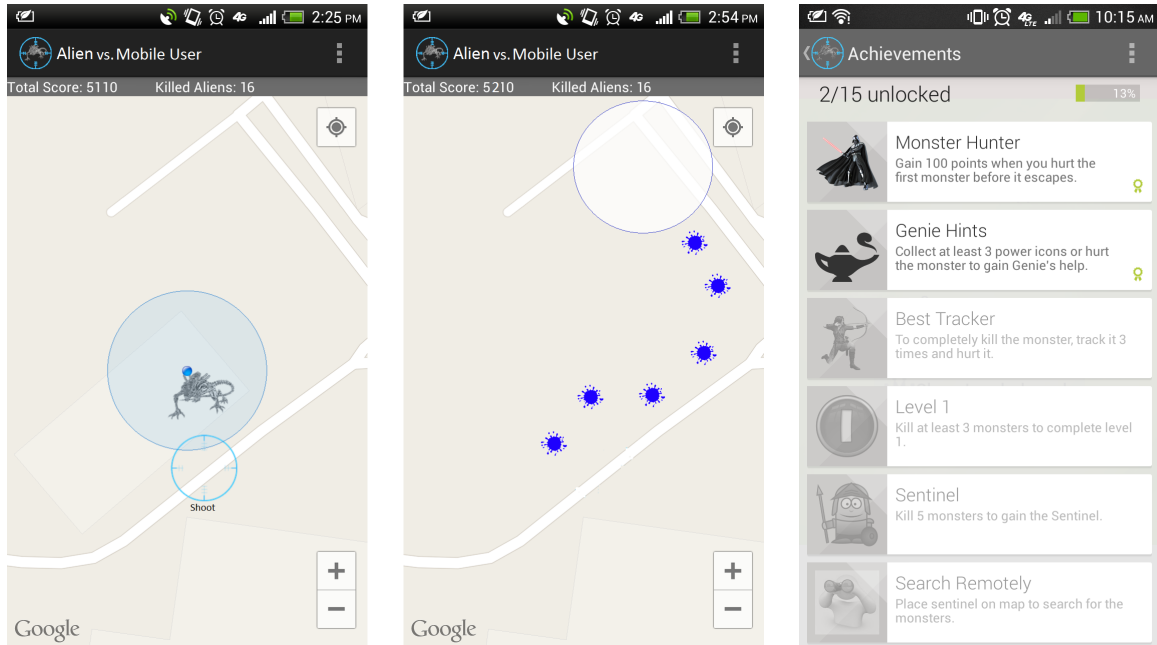 4G 2:25 PM
Alien vs. Mobile User
Total Score: 5110 Killed Aliens: 16
Shoot
+
−
Google
4G 2:54 PM
Alien vs. Mobile User
Total Score: 5210 Killed Aliens: 16
+
−
Google
4G LTE 10:15 AM
Achievements
2/15 unlocked 13%
Monster Hunter
Gain 100 points when you hurt the
first monster before it escapes.
Genie Hints
Collect at least 3 power icons or hurt
the monster to gain Genie's help.
Best Tracker
To completely kill the monster, track it 3
times and hurt it.
Level 1
Kill at least 3 monsters to complete level
1.
Sentinel
Kill 5 monsters to gain the Sentinel.
Search Remotely
Place sentinel on map to search for the
monsters.